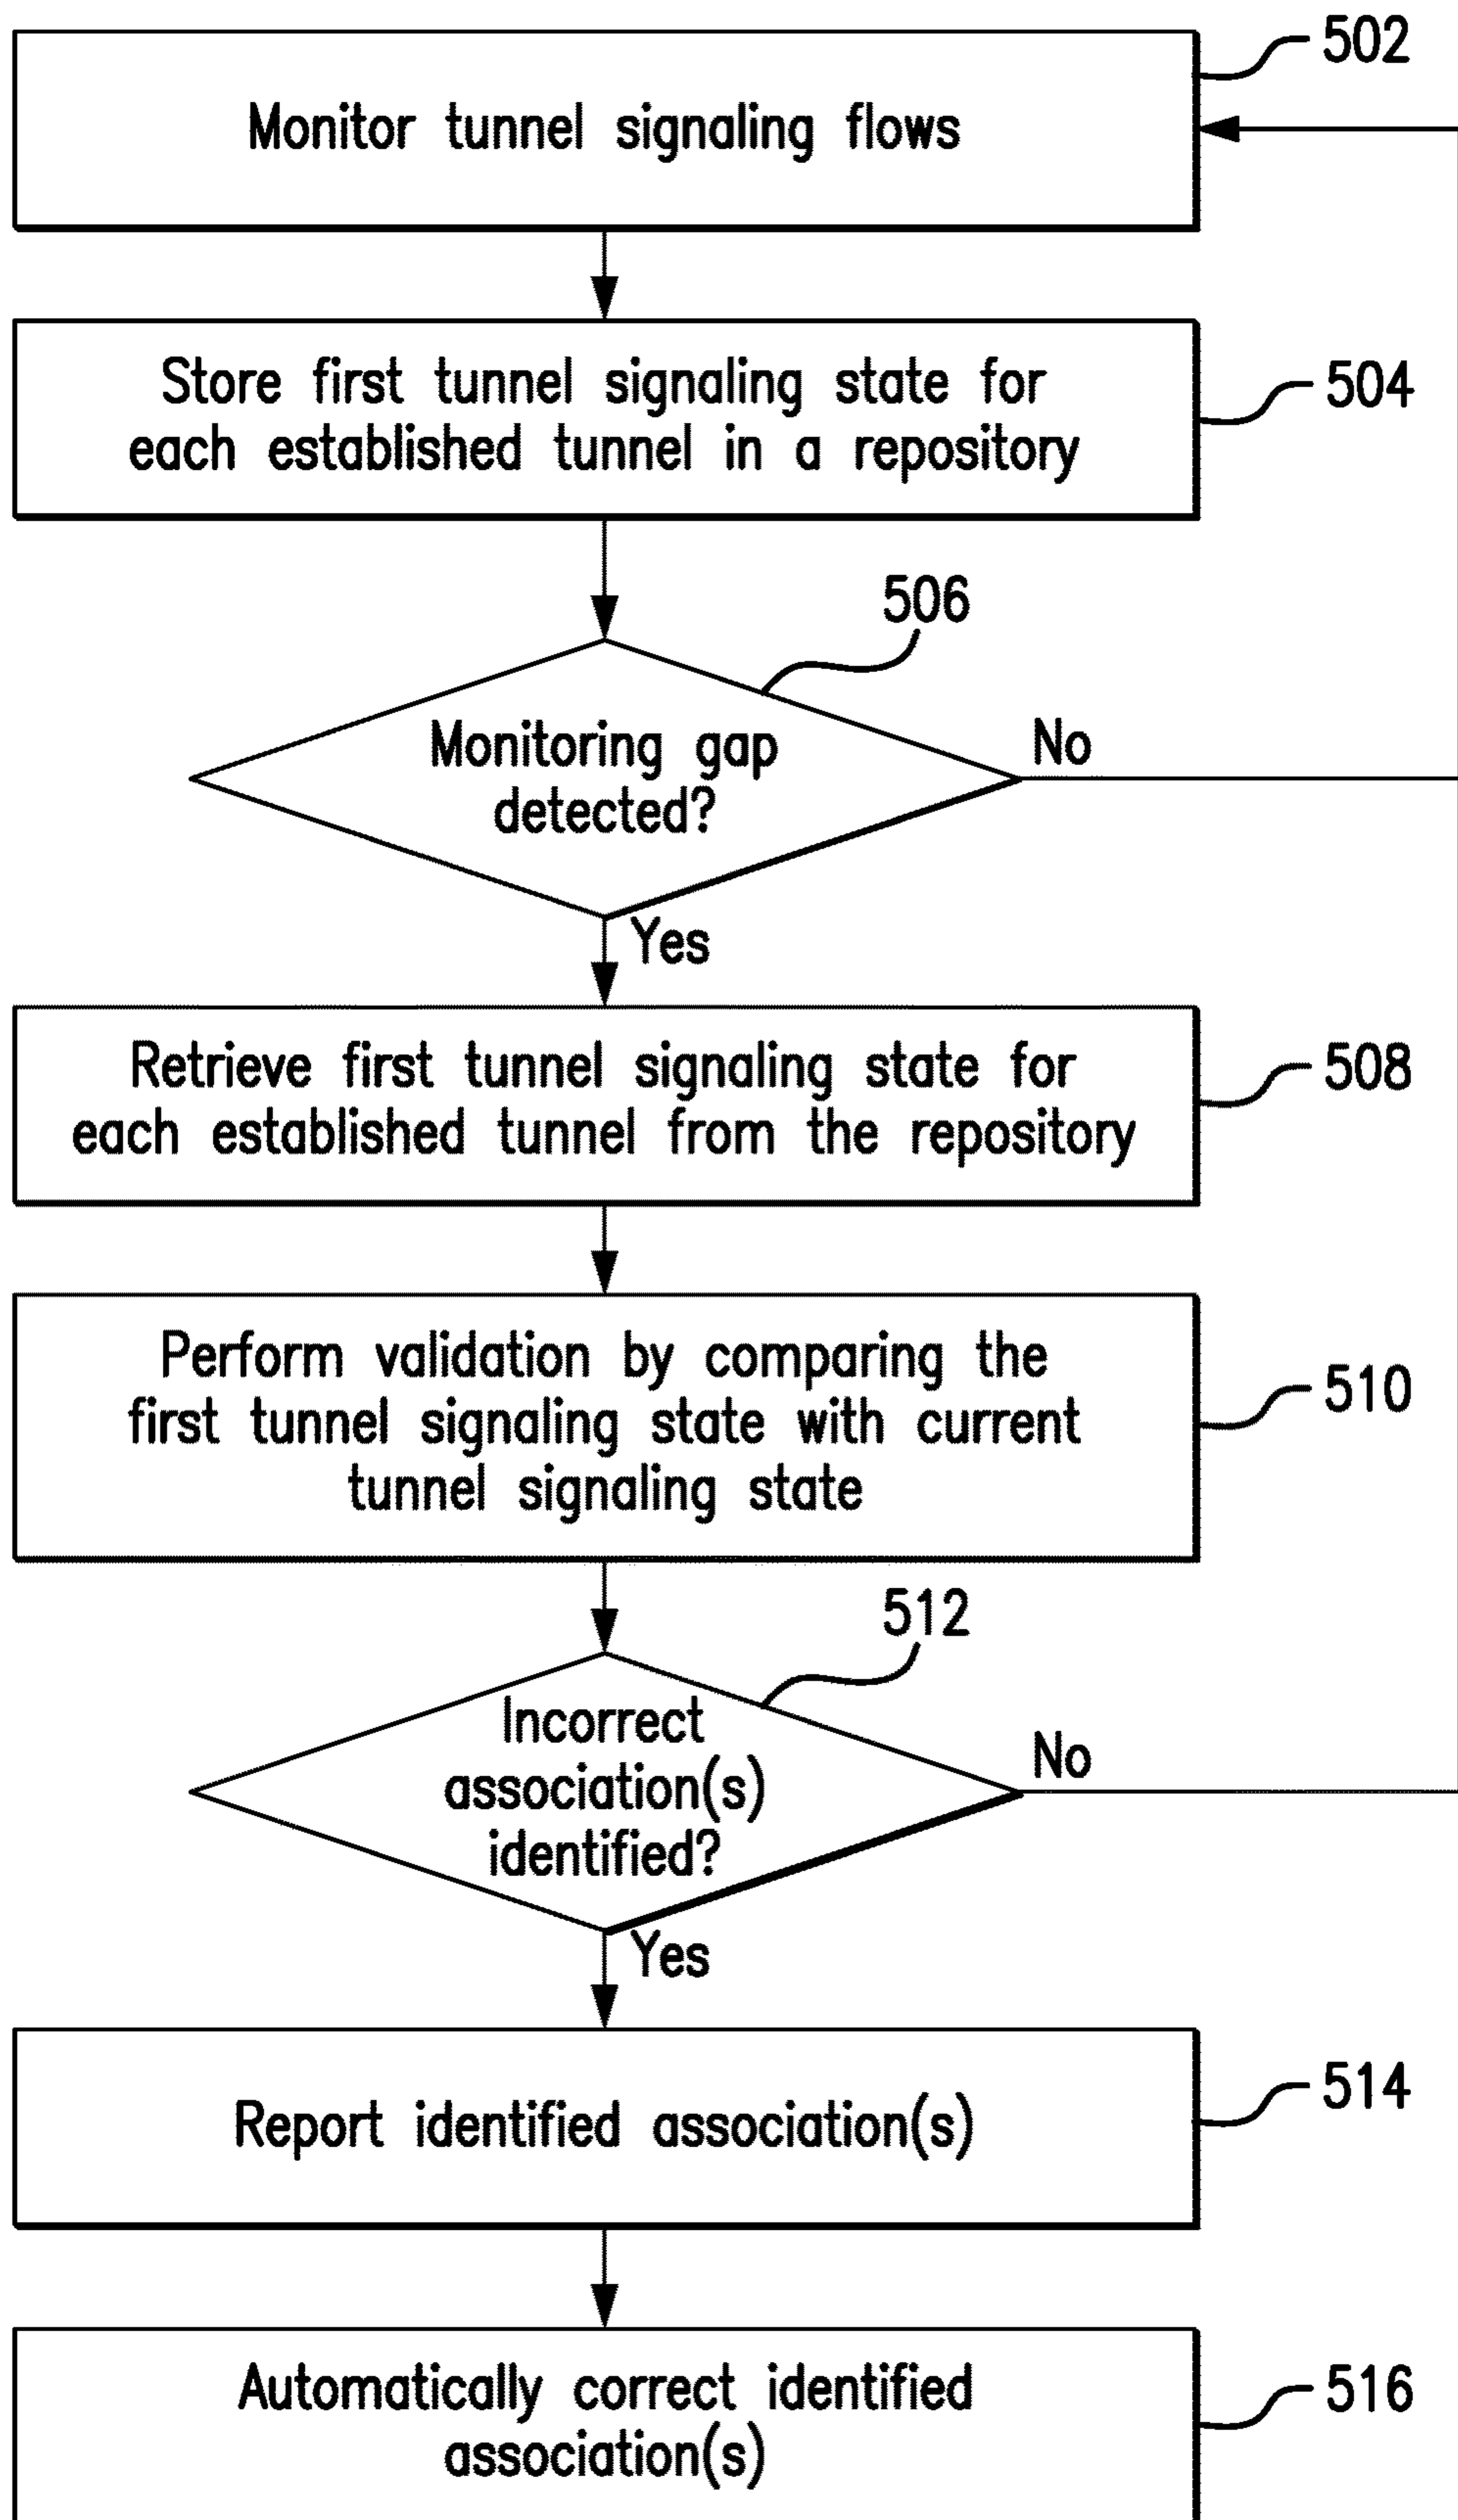 502
Monitor tunnel signaling flows
Store first tunnel signaling state for
each established tunnel in a repository
504
506
Monitoring gap
detected?
No
Yes
Retrieve first tunnel signaling state for
each established tunnel from the repository
508
Perform validation by comparing the
first tunnel signaling state with current
tunnel signaling state
510
512
Incorrect
association(s)
identified?
No
Yes
Report identified association(s)
514
Automatically correct identified
association(s)
516